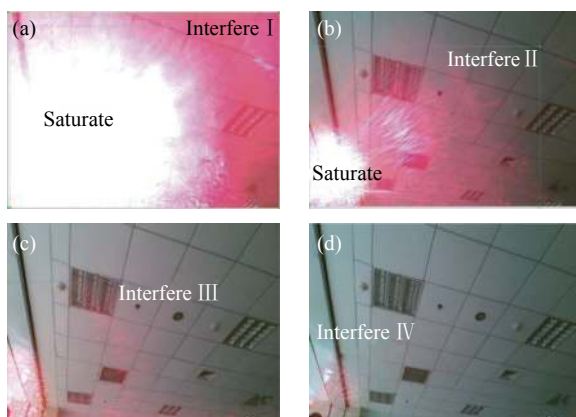 (a)
Interfere Ⅰ
Saturate
(b)
Interfere Ⅱ
Saturate
(c)
Interfere Ⅲ
(d)
Interfere Ⅳ